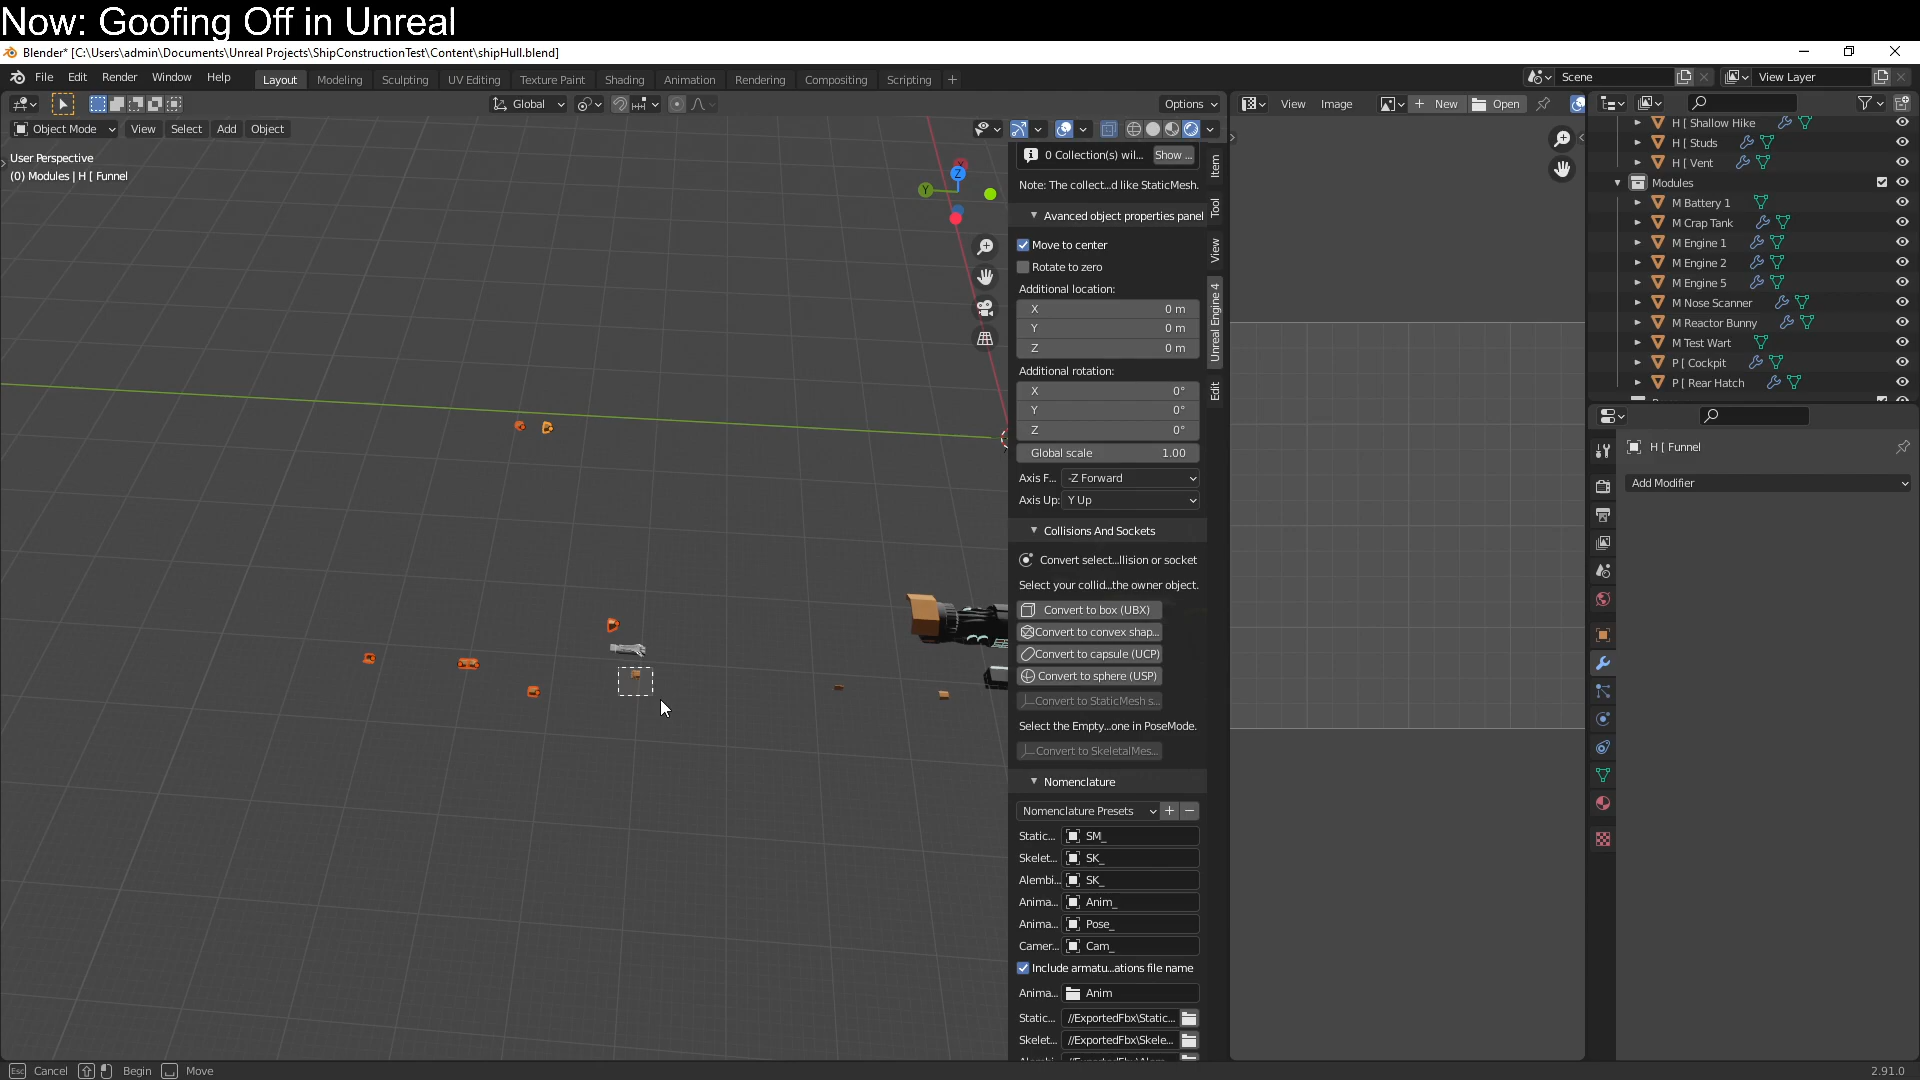 Now: Goofing Off in Unreal
Blender* [C:\Users\admin\Documents\Unreal Projects\ShipConstructionTest\Content\shipHull.blend]
File Edit Render Window Help Layout Modeling Sculpting UV Editing Texture Paint Shading Animation Rendering Compositing Scripting + Scene View Layer
Global Options View Image New Open
Object Mode View Select Add Object
User Perspective
(0) Modules | H [ Funnel
X
Y
Z
0 Collection(s) wil... Show ...
Note: The collect...d like StaticMesh.
Avanced object properties panel
Move to center
Rotate to zero
Additional location:
X 0 m
Y 0 m
Z 0 m
Additional rotation:
X 0°
Y 0°
Z 0°
Global scale 1.00
Axis F... -Z Forward
Axis Up: Y Up
Collisions And Sockets
Convert select...llision or socket
Select your collid...the owner object.
Convert to box (UBX)
Convert to convex shap...
Convert to capsule (UCP)
Convert to sphere (USP)
Convert to StaticMesh s...
Select the Empty...one in PoseMode.
Convert to SkeletalMes...
Nomenclature
Nomenclature Presets
Static... SM_
Skelet... SK_
Alembi... SK_
Anima... Anim_
Anima... Pose_
Camer... Cam_
Include armatu...ations file name
Anima... Anim
Static... //ExportedFbx\Static...
Skelet... //ExportedFbx\Skele...
Item
Tool
View
Unreal Engine 4
Edit
H [ Shallow Hike
H [ Studs
H [ Vent
Modules
M Battery 1
M Crap Tank
M Engine 1
M Engine 2
M Engine 5
M Nose Scanner
M Reactor Bunny
M Test Wart
P [ Cockpit
P [ Rear Hatch
H [ Funnel
Add Modifier
Esc Cancel Begin Move 2.91.0